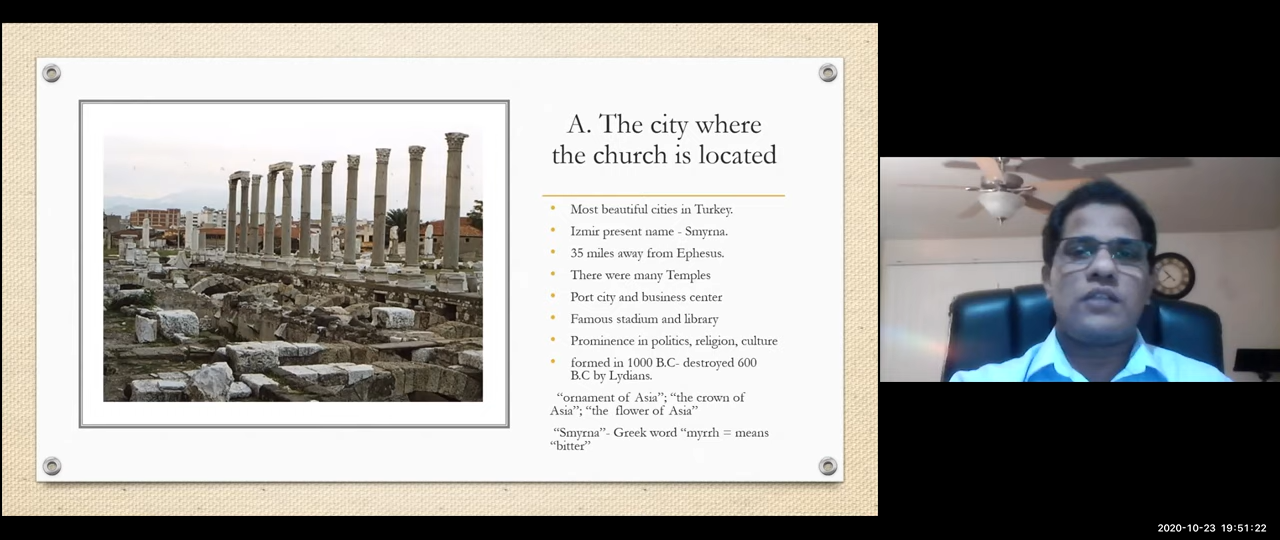 A. The city where
the church is located
Most beautiful cities in Turkey.
Izmir present name - Smyrna.
35 miles away from Ephesus.
There were many Temples
Port city and business center
Famous stadium and library
Prominence in politics, religion, culture
formed in 1000 B.C- destroyed 600
B.C by Lydians.
“ornament of Asia”; “the crown of
Asia”; “the flower of Asia”
“Smyrna”- Greek word “myrrh = means
“bitter”
2020-10-23 19:51:22